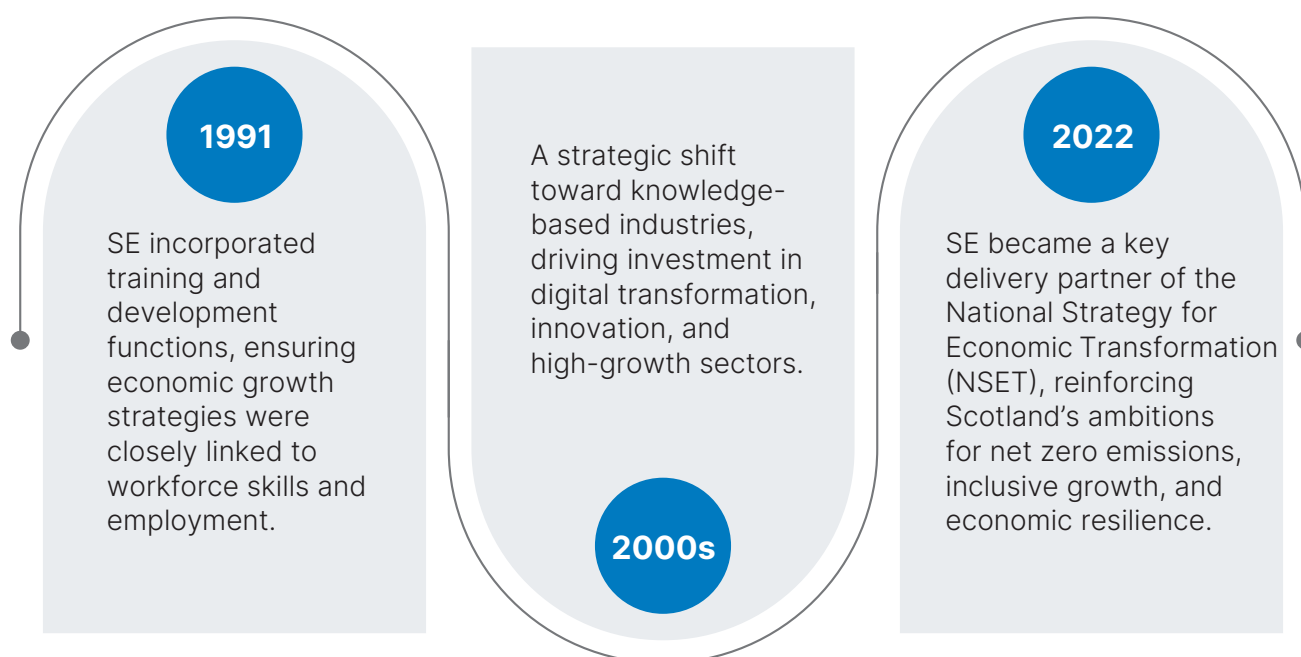 1991
SE incorporated
training and
development
functions, ensuring
economic growth
strategies were
closely linked to
workforce skills and
employment.
A strategic shift
toward knowledge-
based industries,
driving investment in
digital transformation,
innovation, and
high-growth sectors.
2000s
2022
SE became a key
delivery partner of the
National Strategy for
Economic Transformation
(NSET), reinforcing
Scotland’s ambitions
for net zero emissions,
inclusive growth, and
economic resilience.